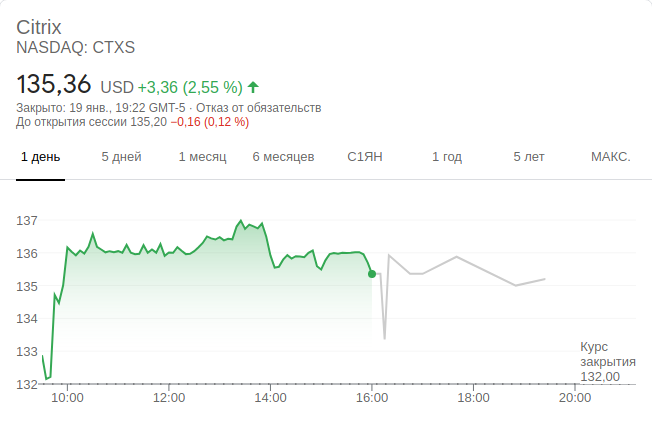 Citrix
NASDAQ: CTXS
135,36 USD +3,36 (2,55 %)
Закрыто: 19 янв., 19:22 GMT-5 · Отказ от обязательств
До открытия сессии 135,20 −0,16 (0,12 %)
1 день 5 дней 1 месяц 6 месяцев С1ЯН 1 год 5 лет МАКС.
137
136
135
134
133
132
Курс
закрытия
132,00
10:00 12:00 14:00 16:00 18:00 20:00